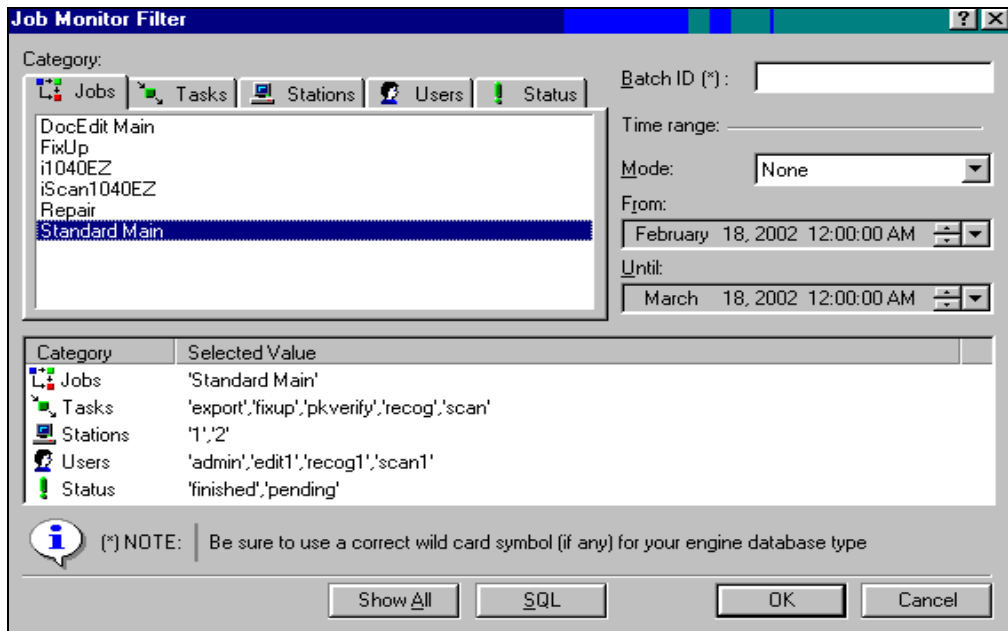 Job Monitor Filter
Category:
Jobs Tasks Stations Users Status
DocEdit Main
FixUp
i1040EZ
iScan1040EZ
Repair
Standard Main
Batch ID (*) :
Time range:
Mode: None
From:
February 18, 2002 12:00:00 AM
Until:
March 18, 2002 12:00:00 AM
Category Selected Value
Jobs 'Standard Main'
Tasks 'export','fixup','pkverify','recog','scan'
Stations '1','2'
Users 'admin','edit1','recog1','scan1'
Status 'finished','pending'
(*) NOTE: Be sure to use a correct wild card symbol (if any) for your engine database type
Show All SQL OK Cancel